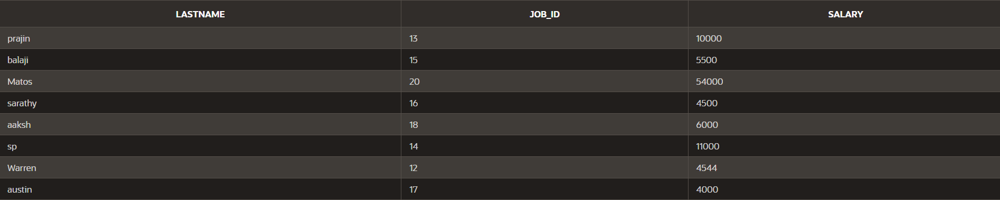 LASTNAME JOB_ID SALARY
prajin 13 10000
balaji 15 5500
Matos 20 54000
sarathy 16 4500
aaksh 18 6000
sp 14 11000
Warren 12 4544
austin 17 4000